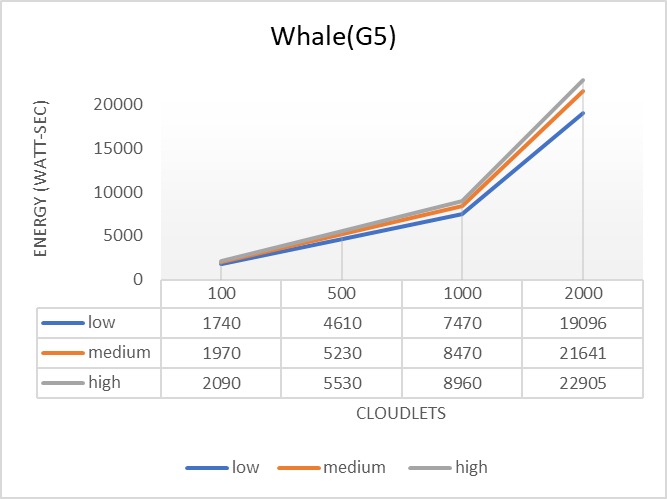 Whale(G5)
ENERGY (WATT-SEC)
20000
15000
10000
5000
0
100 500 1000 2000
low 1740 4610 7470 19096
medium 1970 5230 8470 21641
high 2090 5530 8960 22905
CLOUDLETS
low medium high